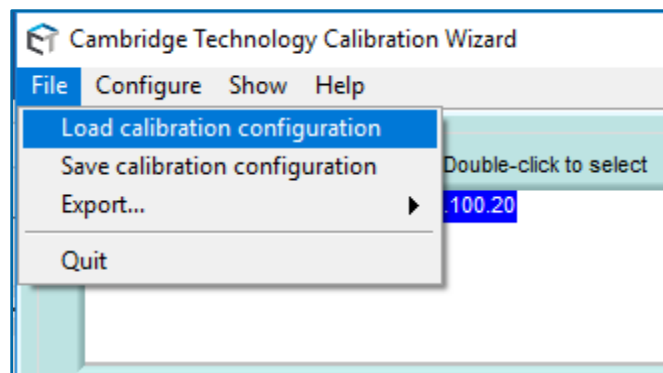 Cambridge Technology Calibration Wizard
File Configure Show Help
Load calibration configuration
Save calibration configuration
Double-click to select
Export...
.100.20
Quit